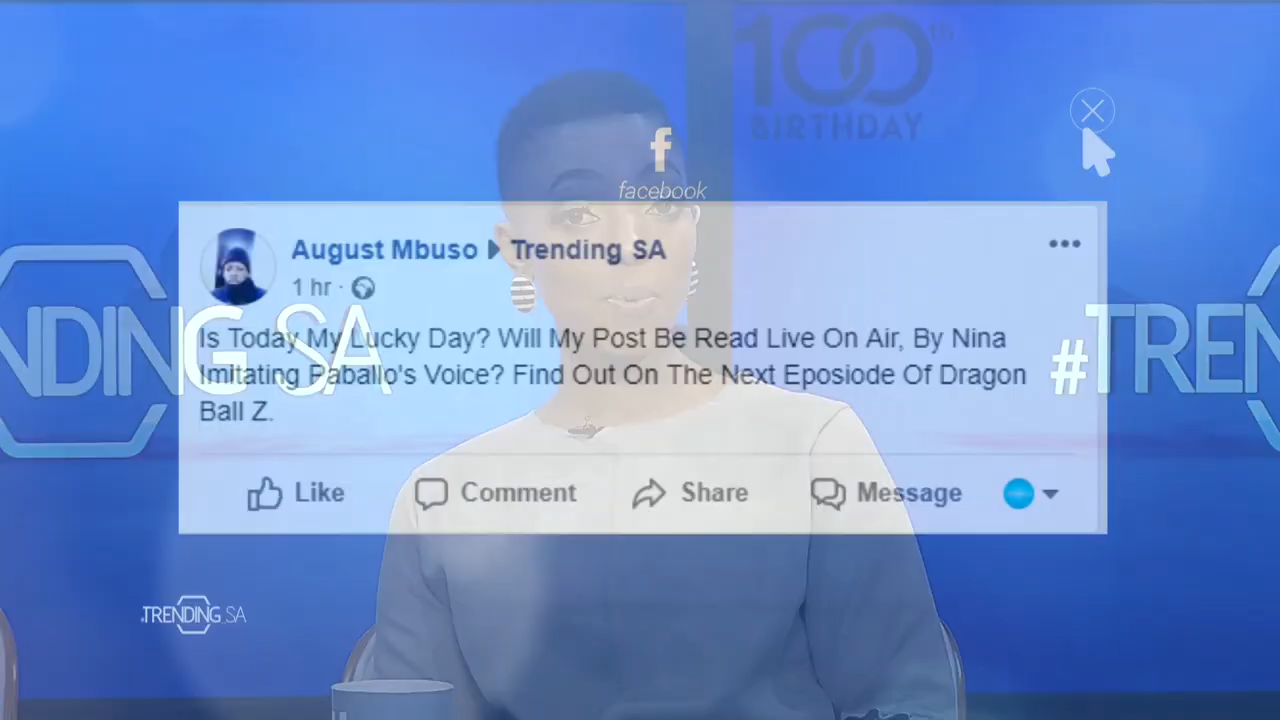 100th
BIRTHDAY
facebook
August Mbuso Trending SA
1 hr ·
Is Today My Lucky Day? Will My Post Be Read Live On Air, By Nina
Imitating Paballo's Voice? Find Out On The Next Eposiode Of Dragon
Ball Z.
Like Comment Share Message
NDING SA
#TREN
TRENDING SA